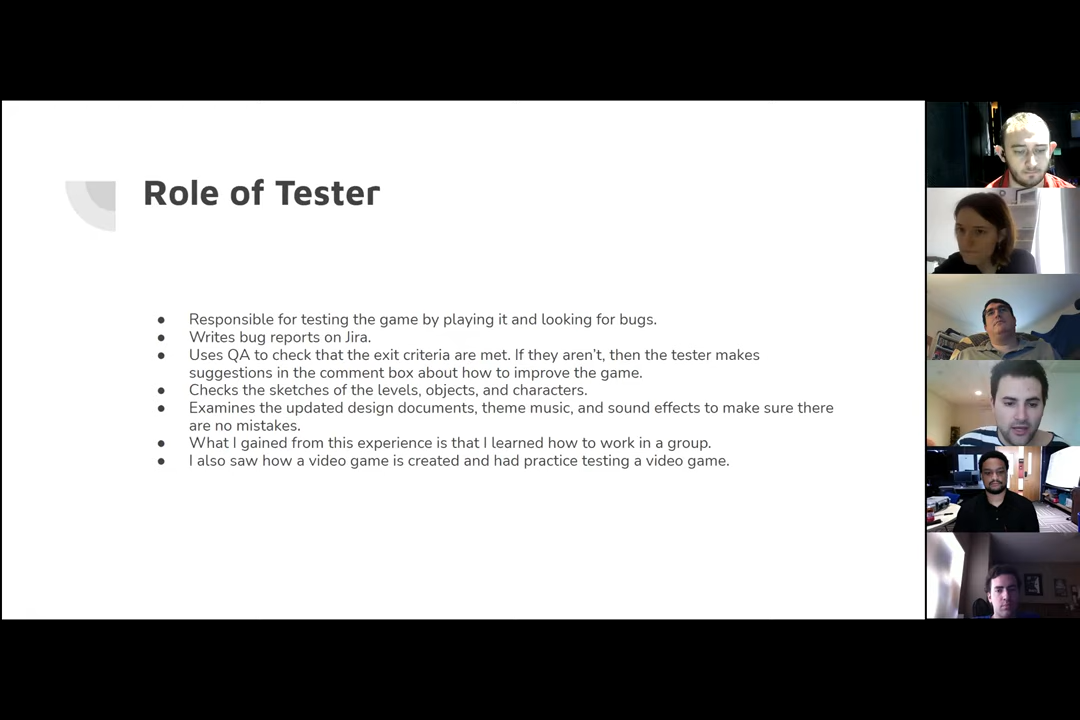 Role of Tester
● Responsible for testing the game by playing it and looking for bugs.
● Writes bug reports on Jira.
● Uses QA to check that the exit criteria are met. If they aren't, then the tester makes
suggestions in the comment box about how to improve the game.
● Checks the sketches of the levels, objects, and characters.
● Examines the updated design documents, theme music, and sound effects to make sure there
are no mistakes.
● What I gained from this experience is that I learned how to work in a group.
● I also saw how a video game is created and had practice testing a video game.